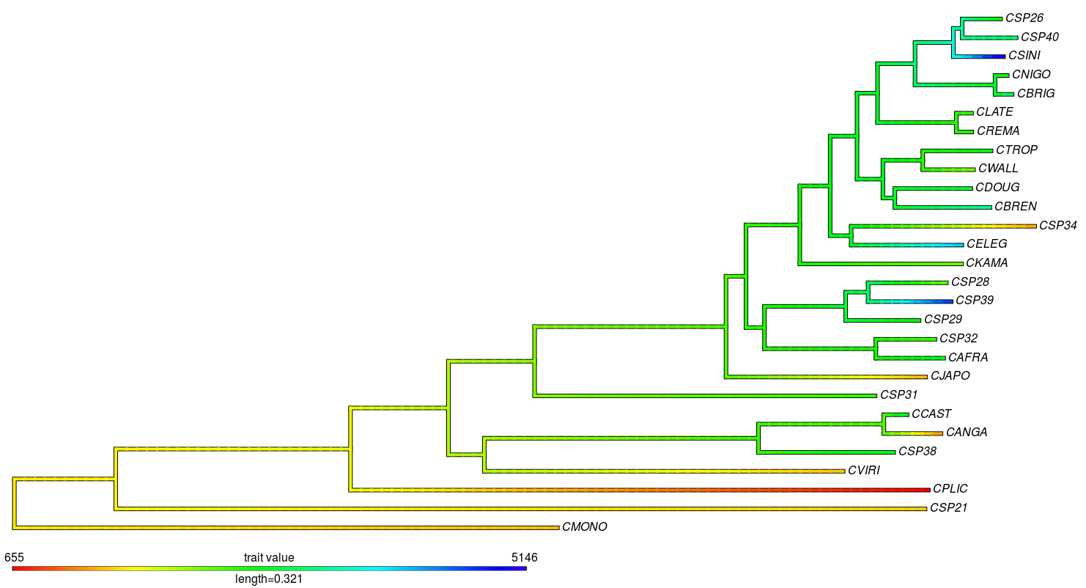 CSP26
CSP40
CSINI
CNIGO
CBRIG
CLATE
CREMA
CTROP
CWALL
CDOUG
CBREN
CSP34
CELEG
CKAMA
CSP28
CSP39
CSP29
CSP32
CAFRA
CJAPO
CSP31
CCAST
CANGA
CSP38
CVIRI
CPLIC
CSP21
CMONO
655 trait value 5146
length=0.321